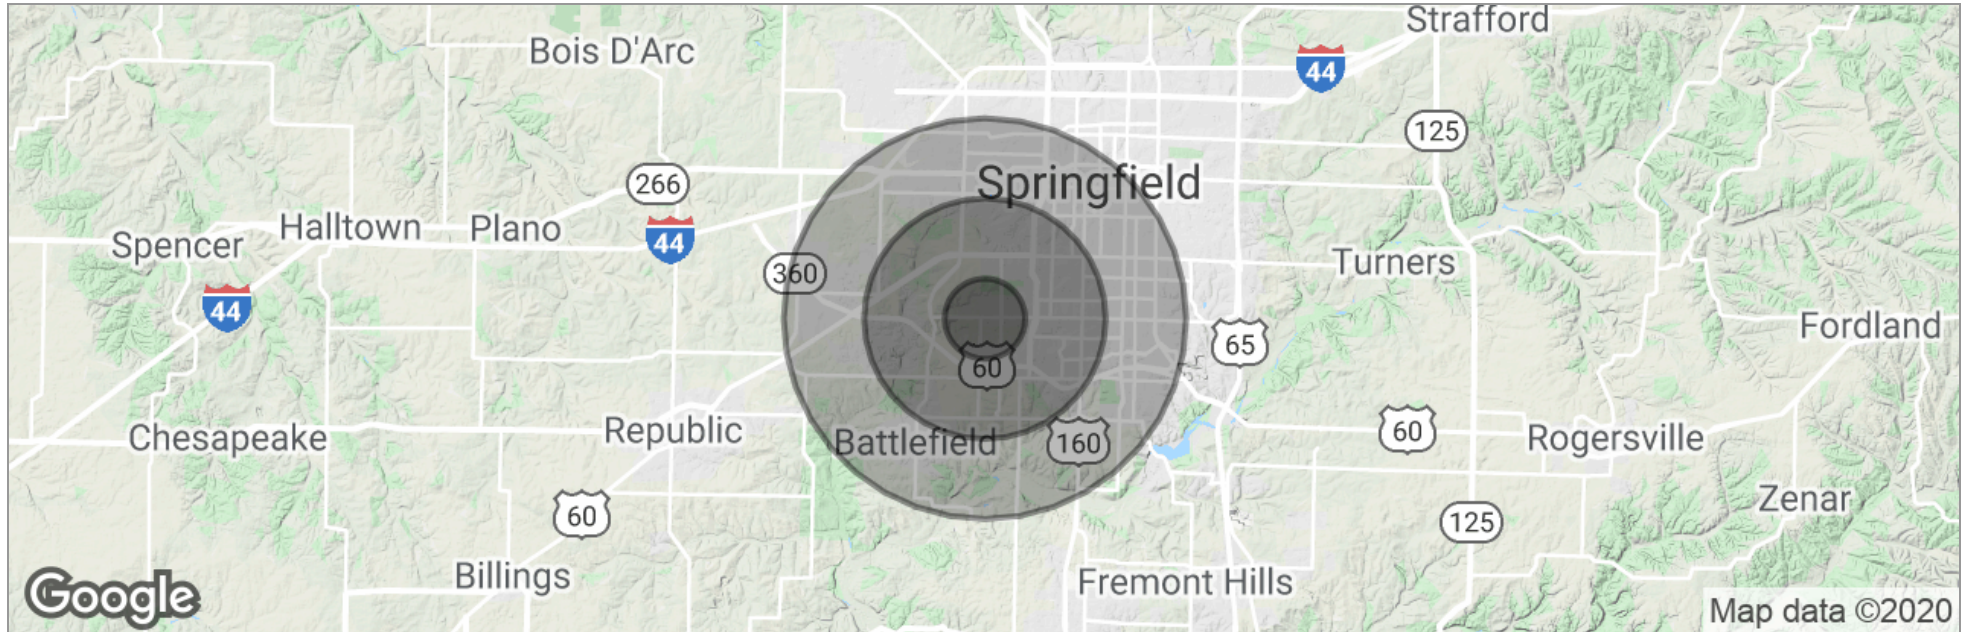 Strafford
Bois D'Arc
44
125
266
Springfield
Halltown
Plano
Spencer
44
360
Turners
44
Fordland
65
60
Republic
Battlefield
160
60
Chesapeake
Rogersville
Zenar
60
125
Billings
Fremont Hills
Google
Map data ©2020